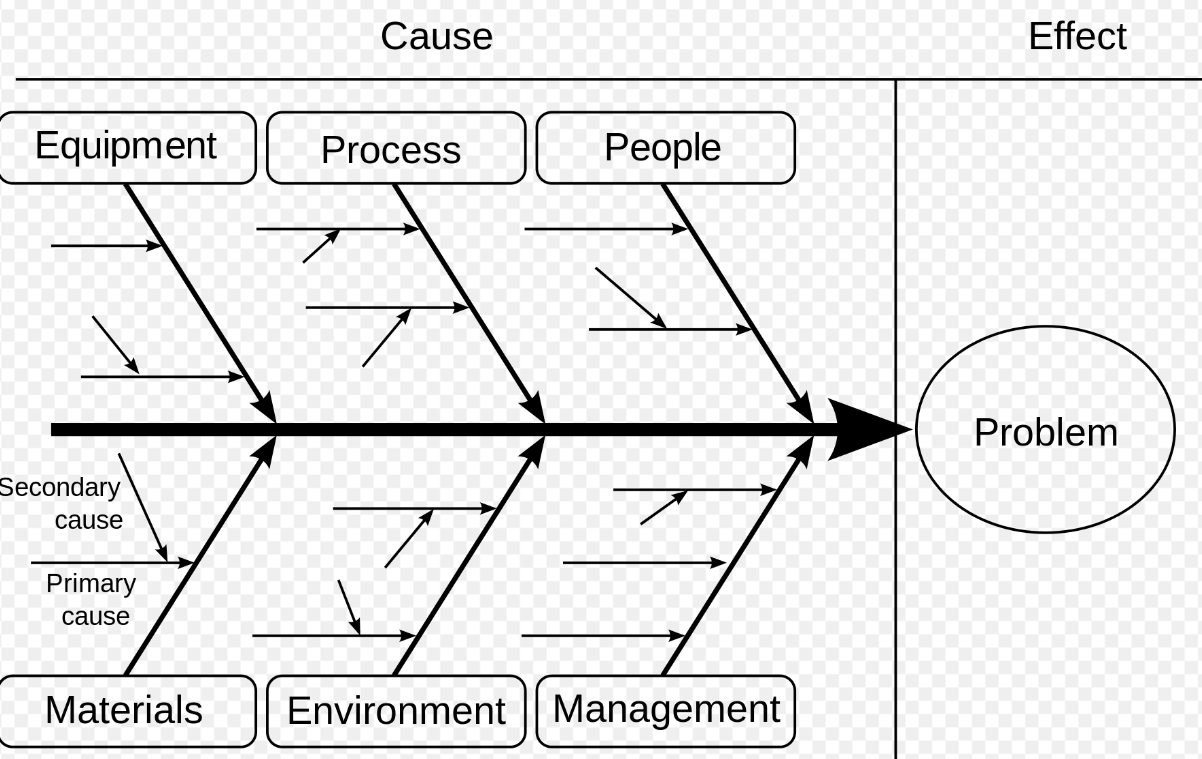 Cause
Effect
Equipment
Process
People
Problem
Secondary
cause
Primary
cause
Materials
Environment
Management